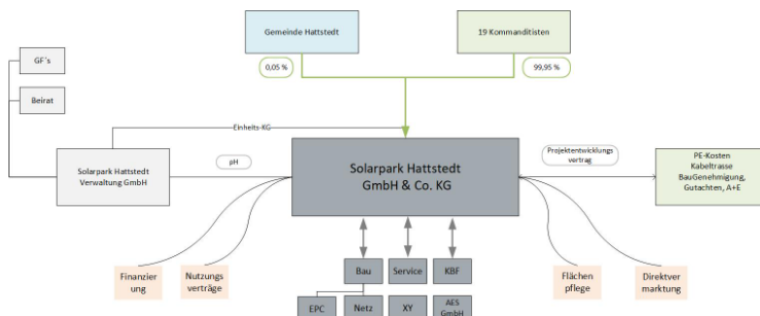 Gemeinde Hattstedt
19 Kommanditisten
GF´s
0,05 %
99,95 %
Beirat
Einheits KG
Solarpark Hattstedt
Verwaltung GmbH
pH
Solarpark Hattstedt
GmbH & Co. KG
Projektentwicklungs
vertrag
PE-Kosten
Kabeltrasse
BauGenehmigung,
Gutachten, A+E
Finanzier
ung
Nutzungs
verträge
Bau
Service
KBF
Flächen
pflege
Direktver
marktung
EPC
Netz
XY
AES
GmbH